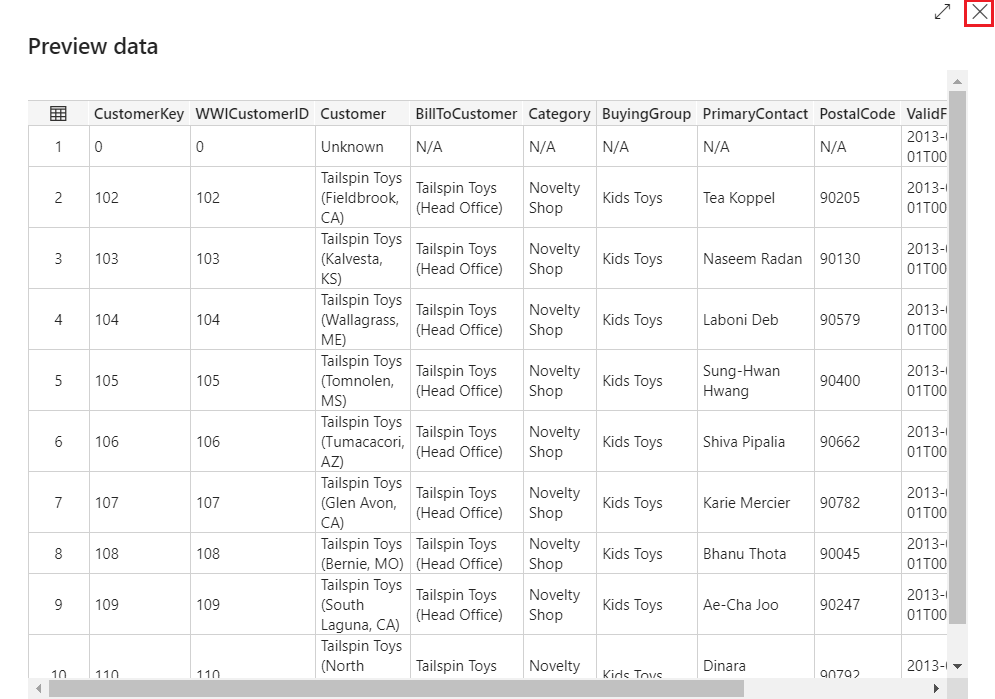 Preview data
CustomerKey WWICustomerID Customer BillToCustomer Category BuyingGroup PrimaryContact PostalCode ValidF
1 0 0 Unknown N/A N/A N/A N/A N/A 2013-
01T00
2 102 102 Tailspin Toys (Fieldbrook, CA) Tailspin Toys (Head Office) Novelty Shop Kids Toys Tea Koppel 90205 2013-
01T00
3 103 103 Tailspin Toys (Kalvesta, KS) Tailspin Toys (Head Office) Novelty Shop Kids Toys Naseem Radan 90130 2013-
01T00
4 104 104 Tailspin Toys (Wallagrass, ME) Tailspin Toys (Head Office) Novelty Shop Kids Toys Laboni Deb 90579 2013-
01T00
5 105 105 Tailspin Toys (Tomnolen, MS) Tailspin Toys (Head Office) Novelty Shop Kids Toys Sung-Hwan Hwang 90400 2013-
01T00
6 106 106 Tailspin Toys (Tumacacori, AZ) Tailspin Toys (Head Office) Novelty Shop Kids Toys Shiva Pipalia 90662 2013-
01T00
7 107 107 Tailspin Toys (Glen Avon, CA) Tailspin Toys (Head Office) Novelty Shop Kids Toys Karie Mercier 90782 2013-
01T00
8 108 108 Tailspin Toys (Bernie, MO) Tailspin Toys (Head Office) Novelty Shop Kids Toys Bhanu Thota 90045 2013-
01T00
9 109 109 Tailspin Toys (South Laguna, CA) Tailspin Toys (Head Office) Novelty Shop Kids Toys Ae-Cha Joo 90247 2013-
01T00
10 110 110 Tailspin Toys (North Tailspin Toys Novelty Kids Toys Dinara 90792 2013-